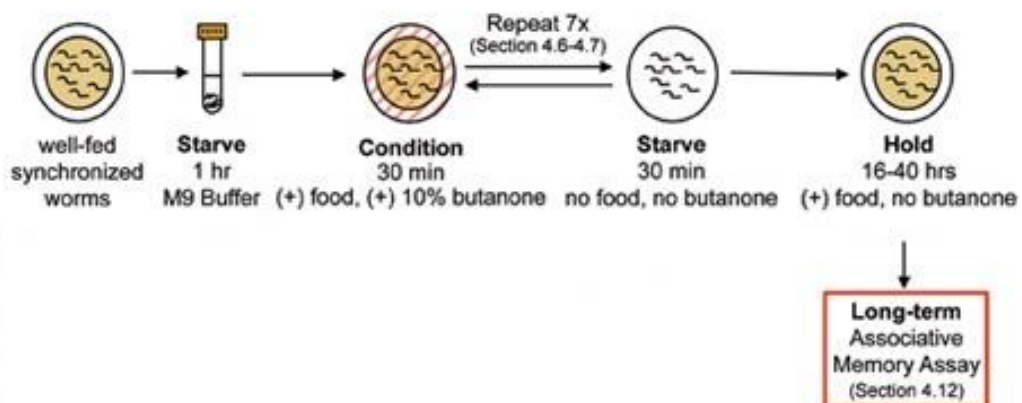 Repeat 7x
(Section 4.6-4.7)
well-fed
synchronized
worms
Starve
1 hr
M9 Buffer
Condition
30 min
(+) food, (+) 10% butanone
Starve
30 min
no food, no butanone
Hold
16-40 hrs
(+) food, no butanone
Long-term
Associative
Memory Assay
(Section 4.12)